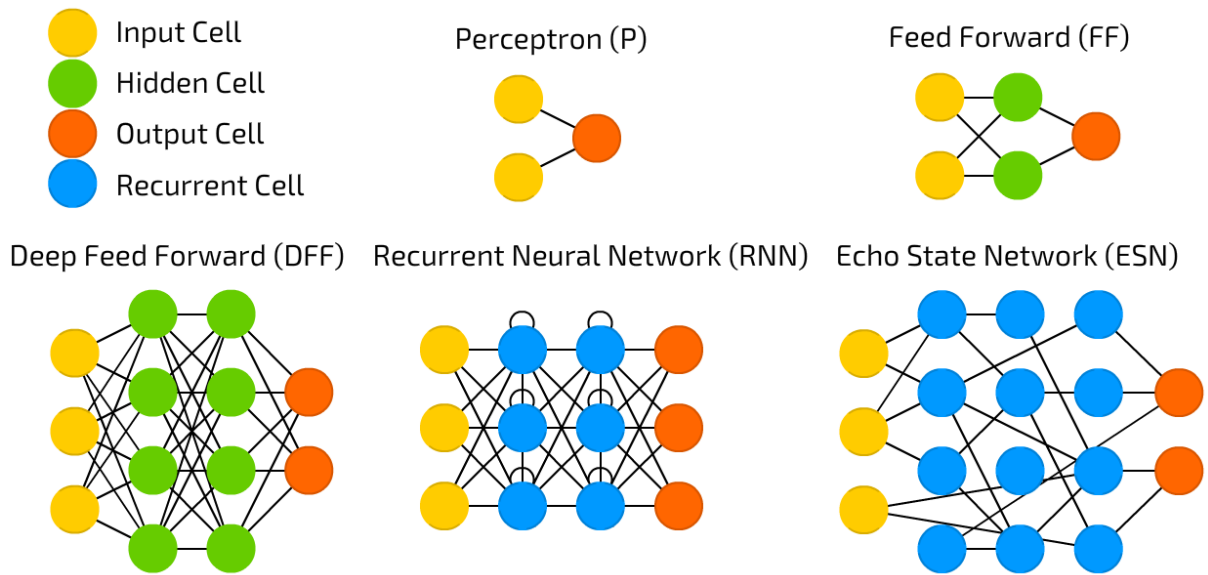 Input Cell
Hidden Cell
Output Cell
Recurrent Cell
Perceptron (P)
Feed Forward (FF)
Deep Feed Forward (DFF)
Recurrent Neural Network (RNN)
Echo State Network (ESN)